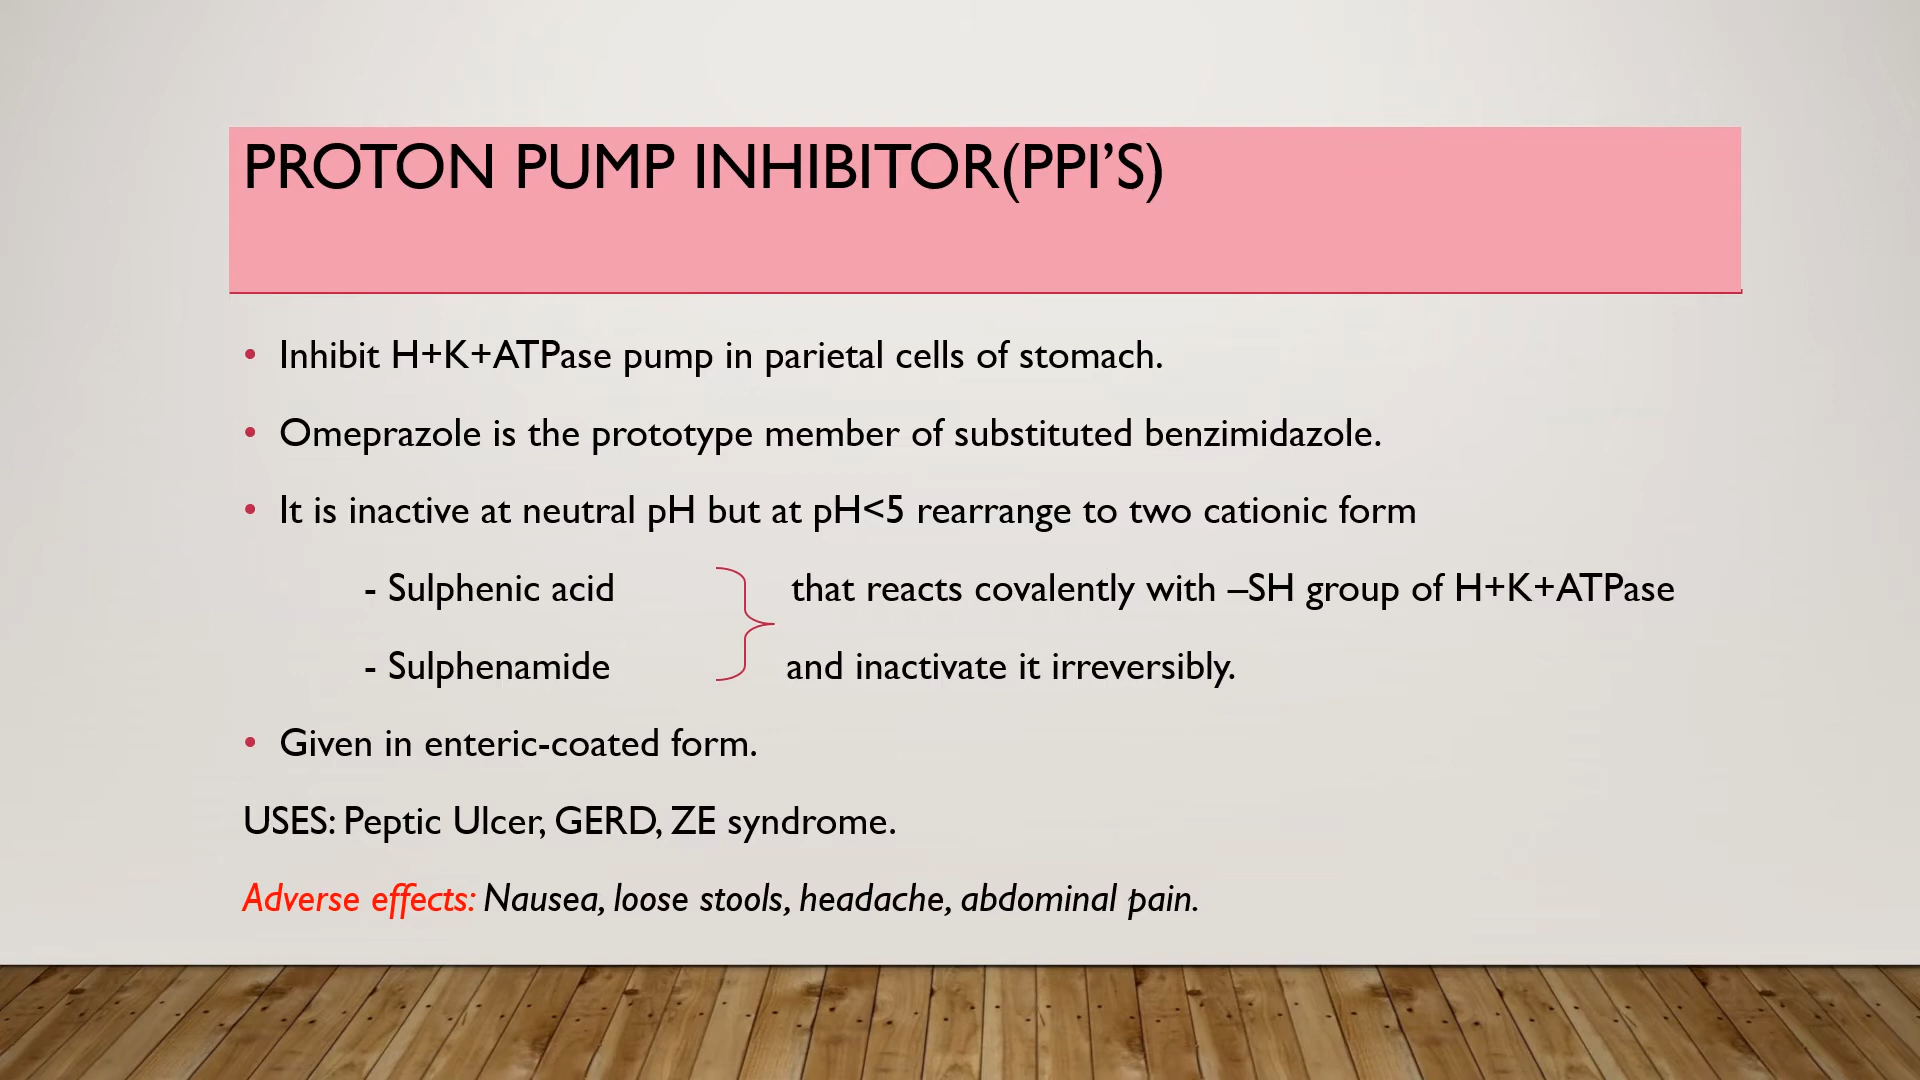 PROTON PUMP INHIBITOR(PPI’S)
• Inhibit H+K+ATPase pump in parietal cells of stomach.
• Omeprazole is the prototype member of substituted benzimidazole.
• It is inactive at neutral pH but at pH<5 rearrange to two cationic form
- Sulphenic acid that reacts covalently with –SH group of H+K+ATPase
- Sulphenamide and inactivate it irreversibly.
• Given in enteric-coated form.
USES: Peptic Ulcer, GERD, ZE syndrome.
Adverse effects: Nausea, loose stools, headache, abdominal pain.